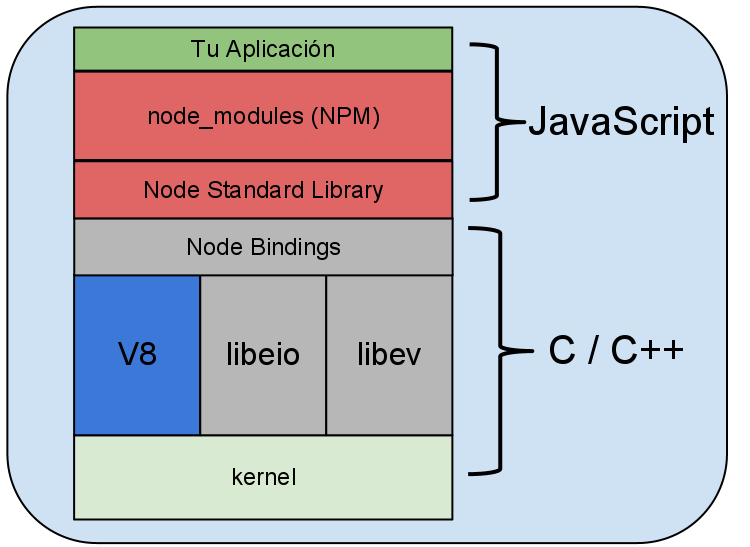 Tu Aplicación
node_modules (NPM)
JavaScript
Node Standard Library
Node Bindings
V8
libeio
libev
C / C++
kernel